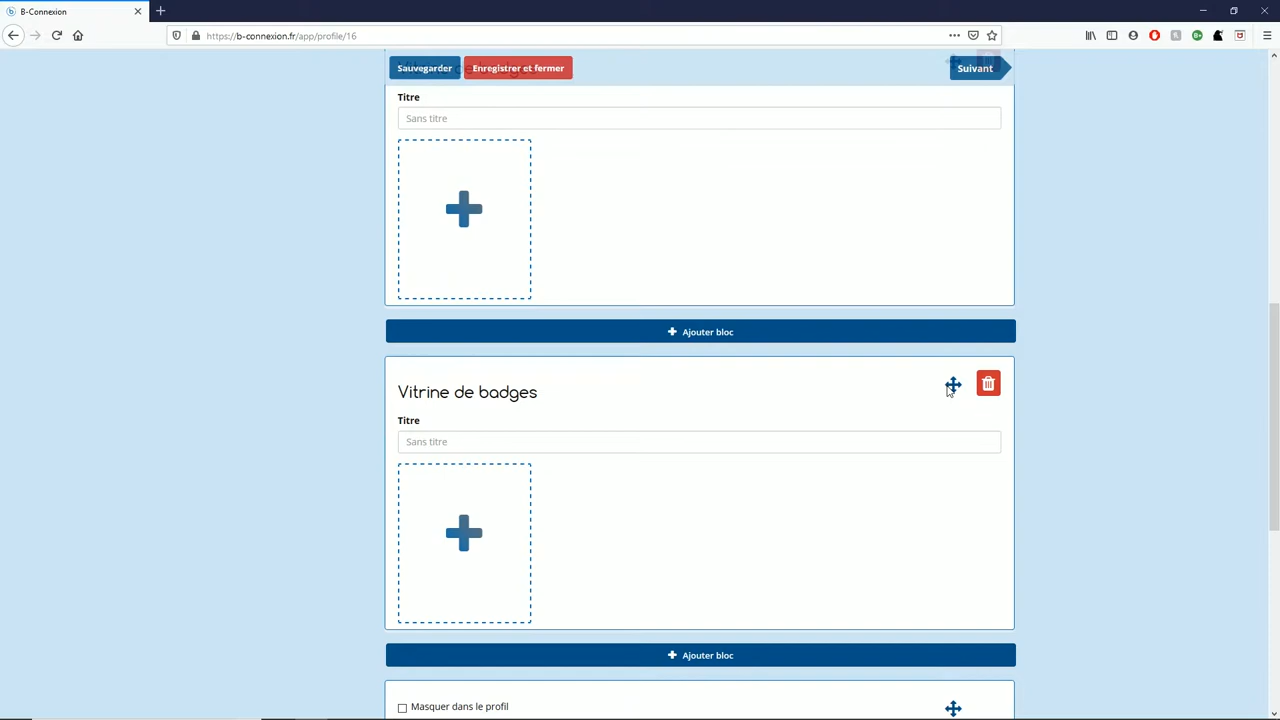 B-Connexion
https://b-connexion.fr/app/profile/16
Sauvegarder
Enregistrer et fermer
Suivant
Titre
Sans titre
Ajouter bloc
Vitrine de badges
Titre
Sans titre
Ajouter bloc
Masquer dans le profil